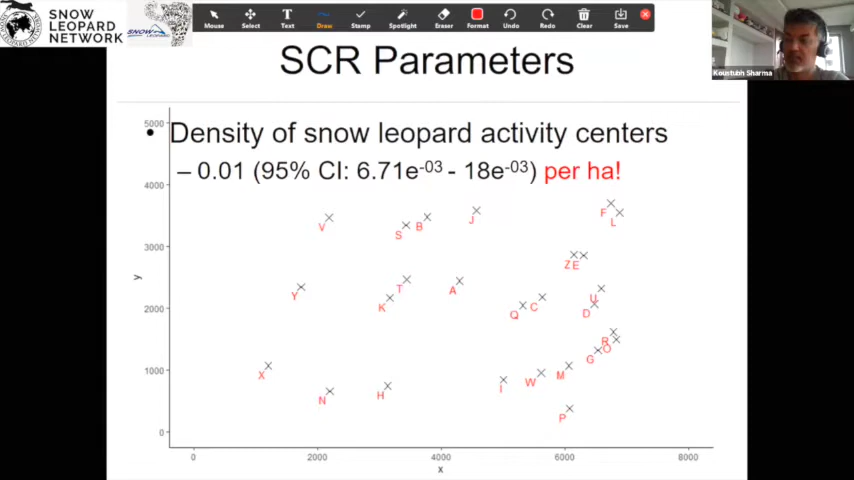 SNOW
LEOPARD
NETWORK
SNOW
Mouse Select Text Draw Stamp Spotlight Eraser Format Undo Redo Clear Save
Koustubh Sharma
SCR Parameters
• Density of snow leopard activity centers
– 0.01 (95% CI: 6.71e-03 - 18e-03) per ha!
5000
4000
3000
2000
1000
0
y
V S B J F L
Z E
Y K T A Q C U D
R O G
X N H I W M P
0 2000 4000 6000 8000
x